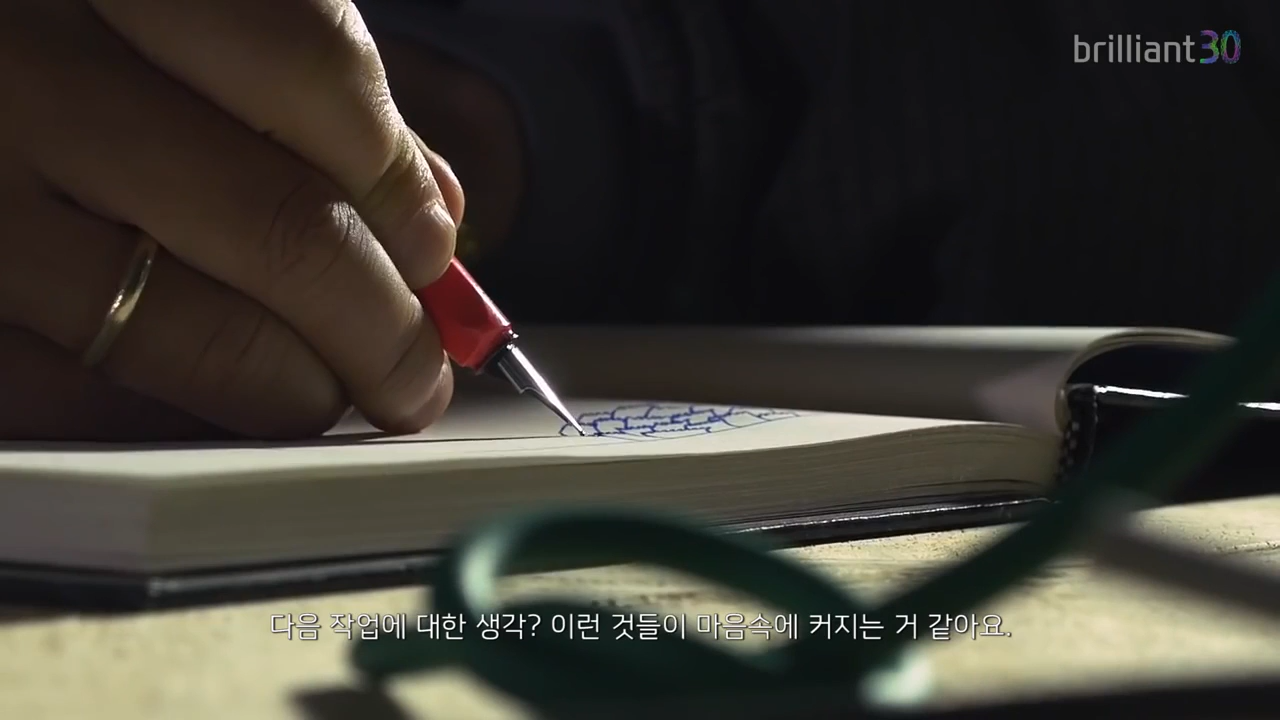 brilliant30
다음 작업에 대한 생각? 이런 것들이 마음속에 커지는 거 같아요.